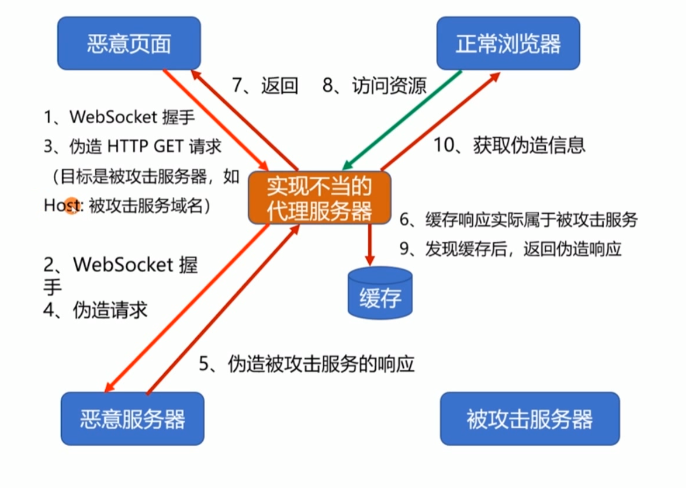 恶意页面
正常浏览器
7、返回
8、访问资源
1、WebSocket 握手
3、伪造 HTTP GET 请求
（目标是被攻击服务器，如
Host: 被攻击服务域名）
10、获取伪造信息
实现不当的
代理服务器
6、缓存响应实际属于被攻击服务
9、发现缓存后，返回伪造响应
2、WebSocket 握
手
4、伪造请求
缓存
5、伪造被攻击服务的响应
恶意服务器
被攻击服务器